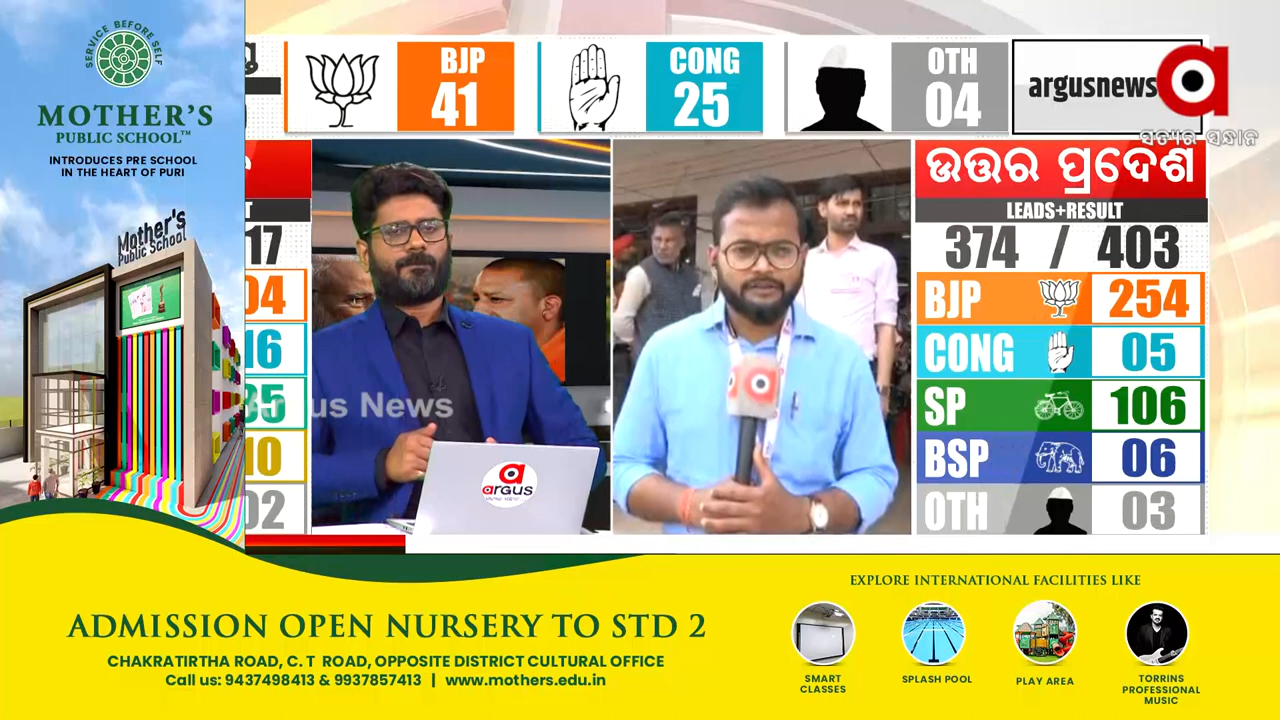 SERVICE BEFORE SELF
MOTHER'S
PUBLIC SCHOOL™
INTRODUCES PRE SCHOOL
IN THE HEART OF PURI
Mother's
Public School
BJP
41
CONG
25
OTH
04
argusnews
ସତ୍ୟର ସନ୍ଧାନ
17
04
16
35
10
02
Argus News
argus
ଉତ୍ତର ପ୍ରଦେଶ
LEADS+RESULT
374 / 403
BJP 254
CONG 05
SP 106
BSP 06
OTH 03
ADMISSION OPEN NURSERY TO STD 2
CHAKRATIRTHA ROAD, C. T ROAD, OPPOSITE DISTRICT CULTURAL OFFICE
Call us: 9437498413 & 9937857413 | www.mothers.edu.in
EXPLORE INTERNATIONAL FACILITIES LIKE
SMART
CLASSES
SPLASH POOL
PLAY AREA
TORRINS
PROFESSIONAL
MUSIC